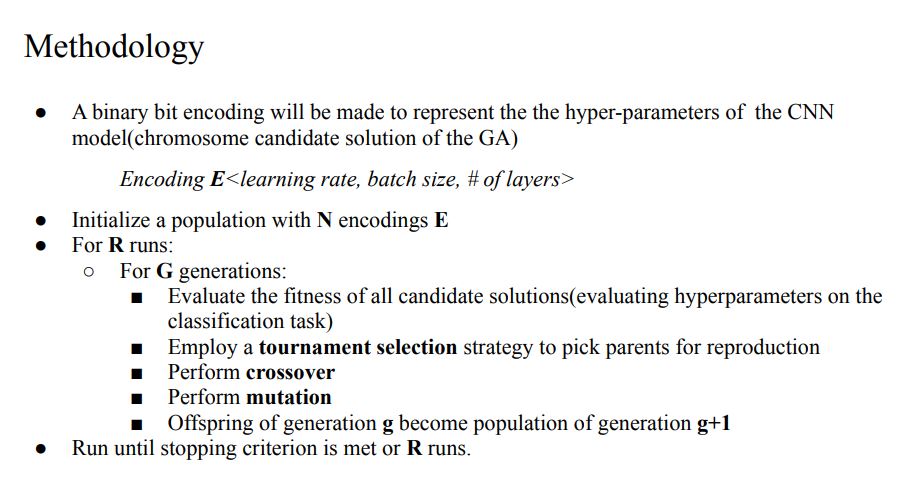 Methodology
● A binary bit encoding will be made to represent the the hyper-parameters of the CNN
model(chromosome candidate solution of the GA)
Encoding E<learning rate, batch size, # of layers>
● Initialize a population with N encodings E
● For R runs:
○ For G generations:
■ Evaluate the fitness of all candidate solutions(evaluating hyperparameters on the
classification task)
■ Employ a tournament selection strategy to pick parents for reproduction
■ Perform crossover
■ Perform mutation
■ Offspring of generation g become population of generation g+1
● Run until stopping criterion is met or R runs.